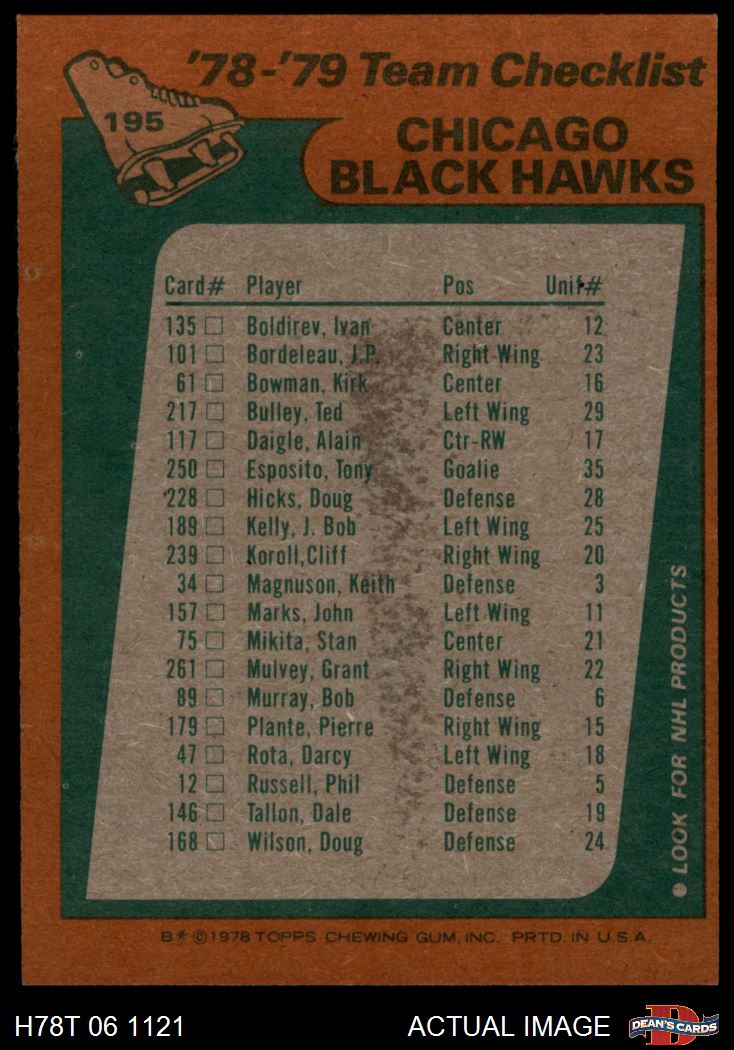 '78-'79 Team Checklist
195
CHICAGO
BLACK HAWKS
Card# Player Pos Unif#
135 Boldirev, Ivan Center 12
101 Bordeleau, J.P. Right Wing 23
61 Bowman, Kirk Center 16
217 Bulley, Ted Left Wing 29
117 Daigle, Alain Ctr-RW 17
250 Esposito, Tony Goalie 35
228 Hicks, Doug Defense 28
189 Kelly, J. Bob Left Wing 25
239 Koroll,Cliff Right Wing 20
34 Magnuson, Keith Defense 3
157 Marks, John Left Wing 11
75 Mikita, Stan Center 21
261 Mulvey, Grant Right Wing 22
89 Murray, Bob Defense 6
179 Plante, Pierre Right Wing 15
47 Rota, Darcy Left Wing 18
12 Russell, Phil Defense 5
146 Tallon, Dale Defense 19
168 Wilson, Doug Defense 24
● LOOK FOR NHL PRODUCTS
B* ©1978 TOPPS CHEWING GUM, INC. PRTD. IN U.S.A.
H78T 06 1121 ACTUAL IMAGE D DEAN'S CARDS